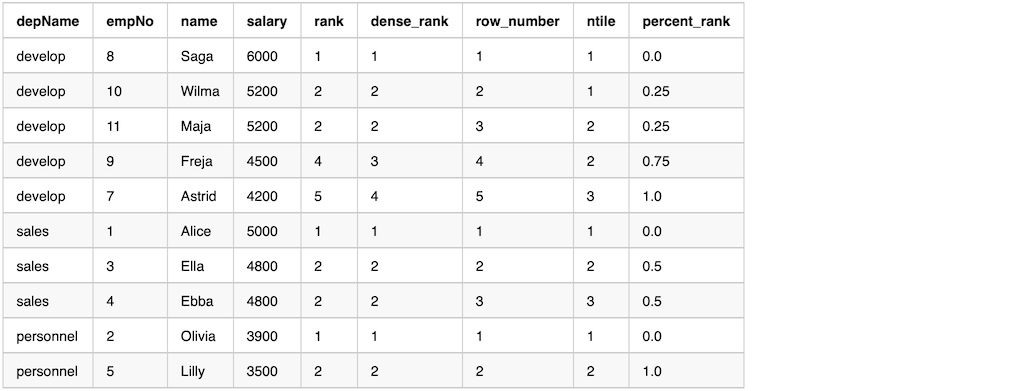 depName empNo name salary rank dense_rank row_number ntile percent_rank
develop 8 Saga 6000 1 1 1 1 0.0
develop 10 Wilma 5200 2 2 2 1 0.25
develop 11 Maja 5200 2 2 3 2 0.25
develop 9 Freja 4500 4 3 4 2 0.75
develop 7 Astrid 4200 5 4 5 3 1.0
sales 1 Alice 5000 1 1 1 1 0.0
sales 3 Ella 4800 2 2 2 2 0.5
sales 4 Ebba 4800 2 2 3 3 0.5
personnel 2 Olivia 3900 1 1 1 1 0.0
personnel 5 Lilly 3500 2 2 2 2 1.0